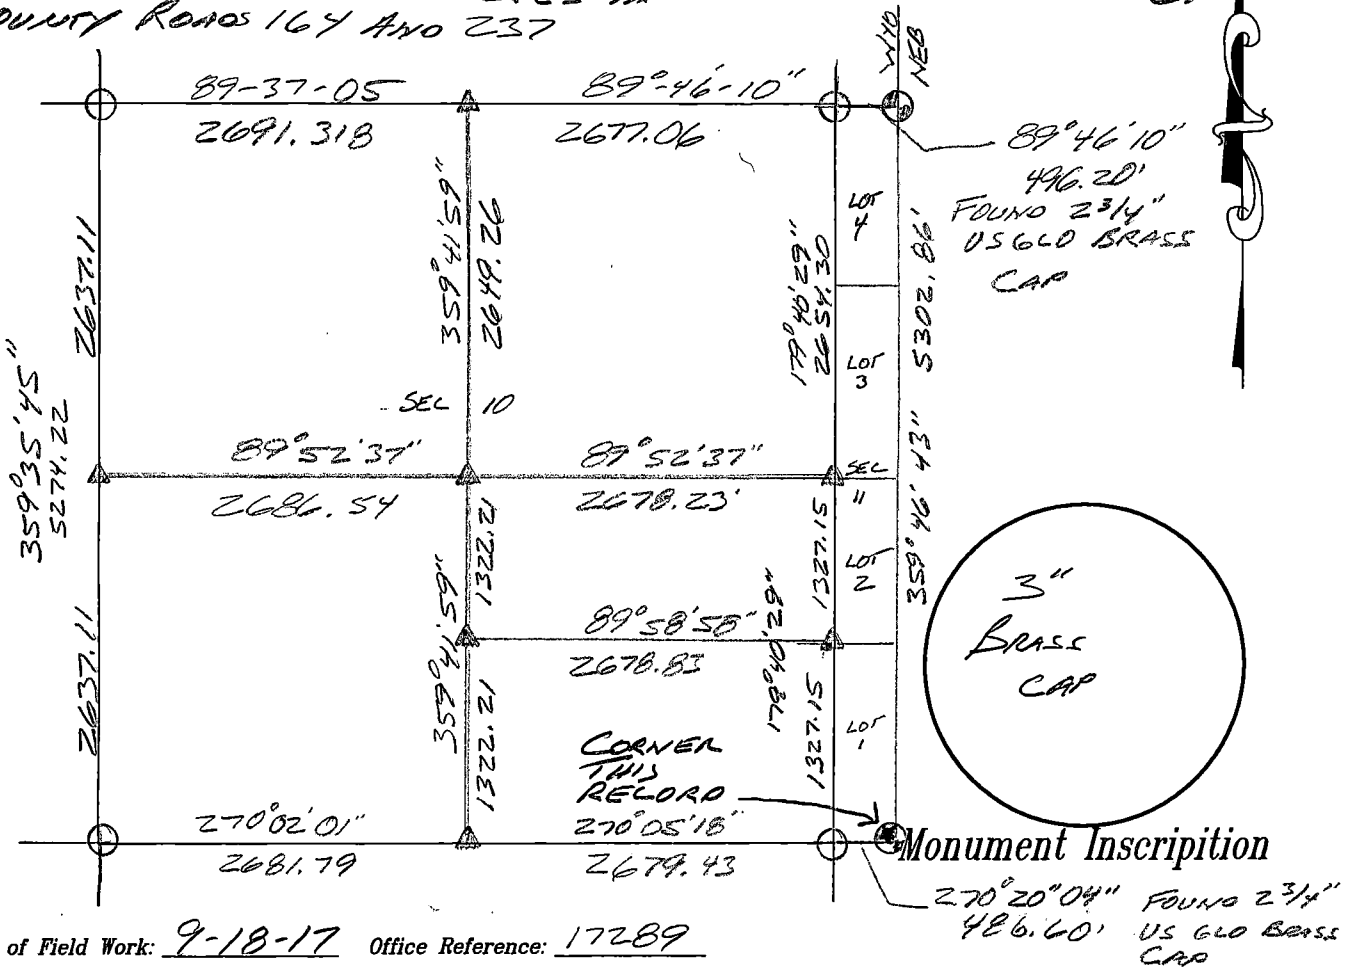 OUNTY ROADS 164 AND 237
WYO
NEB
89-37-05
2691.318
89°-46-10"
2677.06
89°46'10"
496.20'
FOUND 2 3/4"
US GLO BRASS
CAP
2637.11
359°41'59"
2649.26
179°40'29"
2654.30
LOT
4
LOT
3
5302.86'
359°46'43"
359°35'45"
5274.22
SEC 10
89°52'37"
2686.54
89°52'37"
2678.23'
SEC
11
1322.21
1327.15
LOT
2
359°41'59"
89°58'58"
2678.83
179°40'29"
3"
BRASS
CAP
2637.11
1322.21
1327.15
LOT
1
CORNER
THIS
RECORD
270°02'01"
2681.79
270°05'18"
2679.43
Monument Inscripition
270°20"04"
486.60'
FOUND 2 3/4"
US GLO BRASS
CAP
of Field Work: 9-18-17 Office Reference: 17289